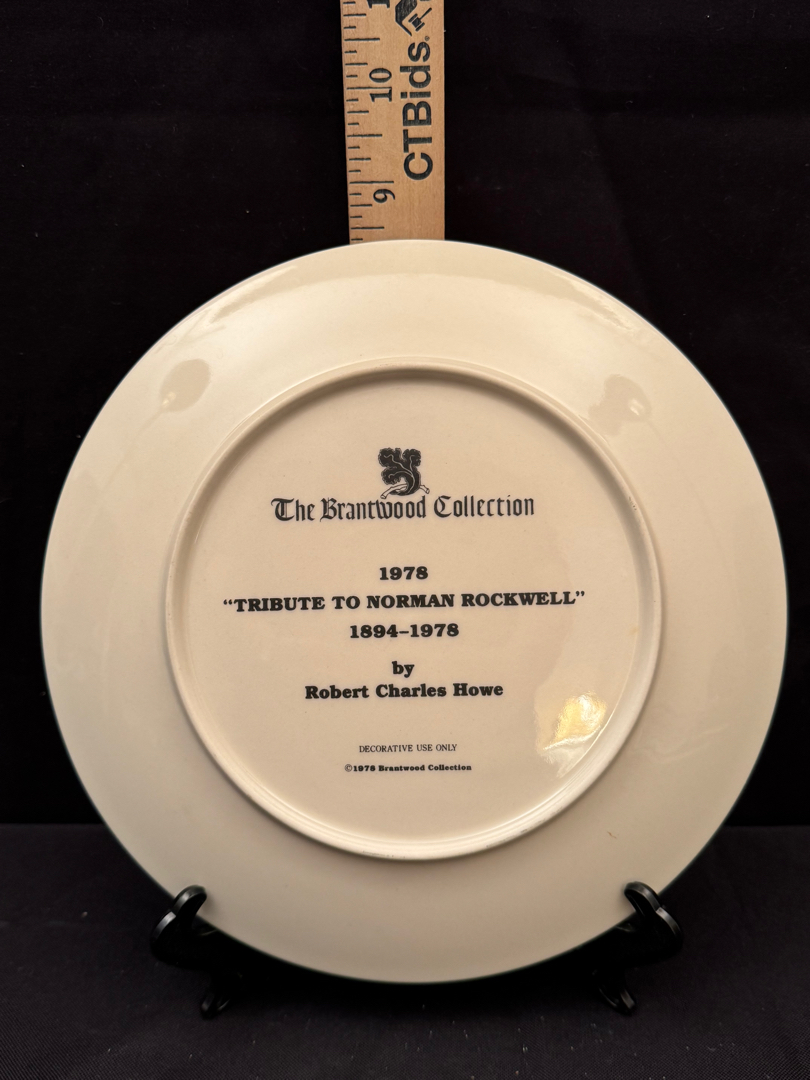 10
CTBids®
9
The Brantwood Collection
1978
“TRIBUTE TO NORMAN ROCKWELL”
1894–1978
by
Robert Charles Howe
DECORATIVE USE ONLY
©1978 Brantwood Collection